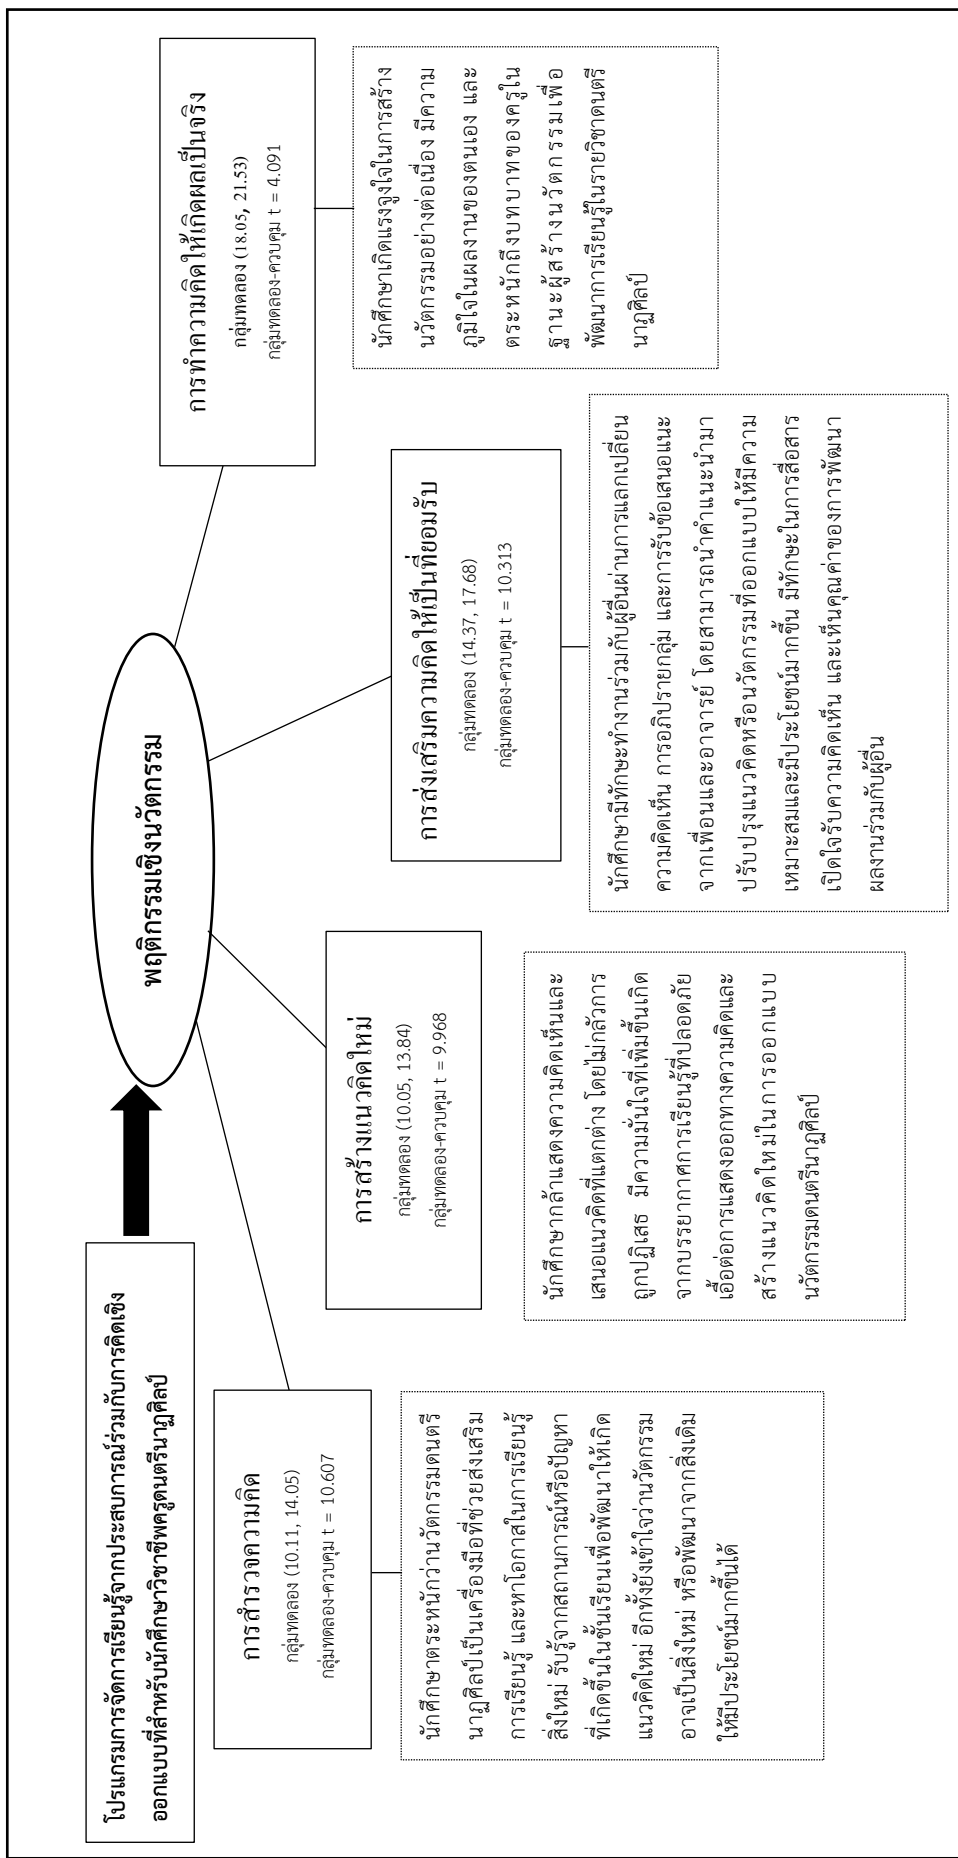 โปรแกรมการจัดการเรียนรู้จากประสบการณ์ร่วมกับการคิดเชิง
ออกแบบที่สำหรับนักศึกษาวิชาชีพครูดนตรีนาฏศิลป์
พฤติกรรมเชิงนวัตกรรม
การสำรวจความคิด
กลุ่มทดลอง (10.11, 14.05)
กลุ่มทดลอง-ควบคุม t = 10.607
นักศึกษาตระหนักว่านวัตกรรมดนตรี
นาฏศิลป์เป็นเครื่องมือที่ช่วยส่งเสริม
การเรียนรู้ และหาโอกาสในการเรียนรู้
สิ่งใหม่ รับรู้จากสถานการณ์หรือปัญหา
ที่เกิดขึ้นในชั้นเรียนเพื่อพัฒนาให้เกิด
แนวคิดใหม่ อีกทั้งยังเข้าใจว่านวัตกรรม
อาจเป็นสิ่งใหม่ หรือพัฒนาจากสิ่งเดิม
ให้มีประโยชน์มากขึ้นได้
การสร้างแนวคิดใหม่
กลุ่มทดลอง (10.05, 13.84)
กลุ่มทดลอง-ควบคุม t = 9.968
นักศึกษากล้าแสดงความคิดเห็นและ
เสนอแนวคิดที่แตกต่าง โดยไม่กลัวการ
ถูกปฏิเสธ มีความมั่นใจที่เพิ่มขึ้นเกิด
จากบรรยากาศการเรียนรู้ที่ปลอดภัย
เอื้อต่อการแสดงออกทางความคิดและ
สร้างแนวคิดใหม่ในการออกแบบ
นวัตกรรมดนตรีนาฏศิลป์
การส่งเสริมความคิดให้เป็นที่ยอมรับ
กลุ่มทดลอง (14.37, 17.68)
กลุ่มทดลอง-ควบคุม t = 10.313
นักศึกษามีทักษะทำงานร่วมกับผู้อื่นผ่านการแลกเปลี่ยน
ความคิดเห็น การอภิปรายกลุ่ม และการรับข้อเสนอแนะ
จากเพื่อนและอาจารย์ โดยสามารถนำคำแนะนำมา
ปรับปรุงแนวคิดหรือนวัตกรรมที่ออกแบบให้มีความ
เหมาะสมและมีประโยชน์มากขึ้น มีทักษะในการสื่อสาร
เปิดใจรับความคิดเห็น และเห็นคุณค่าของการพัฒนา
ผลงานร่วมกับผู้อื่น
การทำความคิดให้เกิดผลเป็นจริง
กลุ่มทดลอง (18.05, 21.53)
กลุ่มทดลอง-ควบคุม t = 4.091
นักศึกษาเกิดแรงจูงใจในการสร้าง
นวัตกรรมอย่างต่อเนื่อง มีความ
ภูมิใจในผลงานของตนเอง และ
ตระหนักถึงบทบาทของครูใน
ฐานะผู้สร้างนวัตกรรมเพื่อ
พัฒนาการเรียนรู้ในรายวิชาดนตรี
นาฏศิลป์